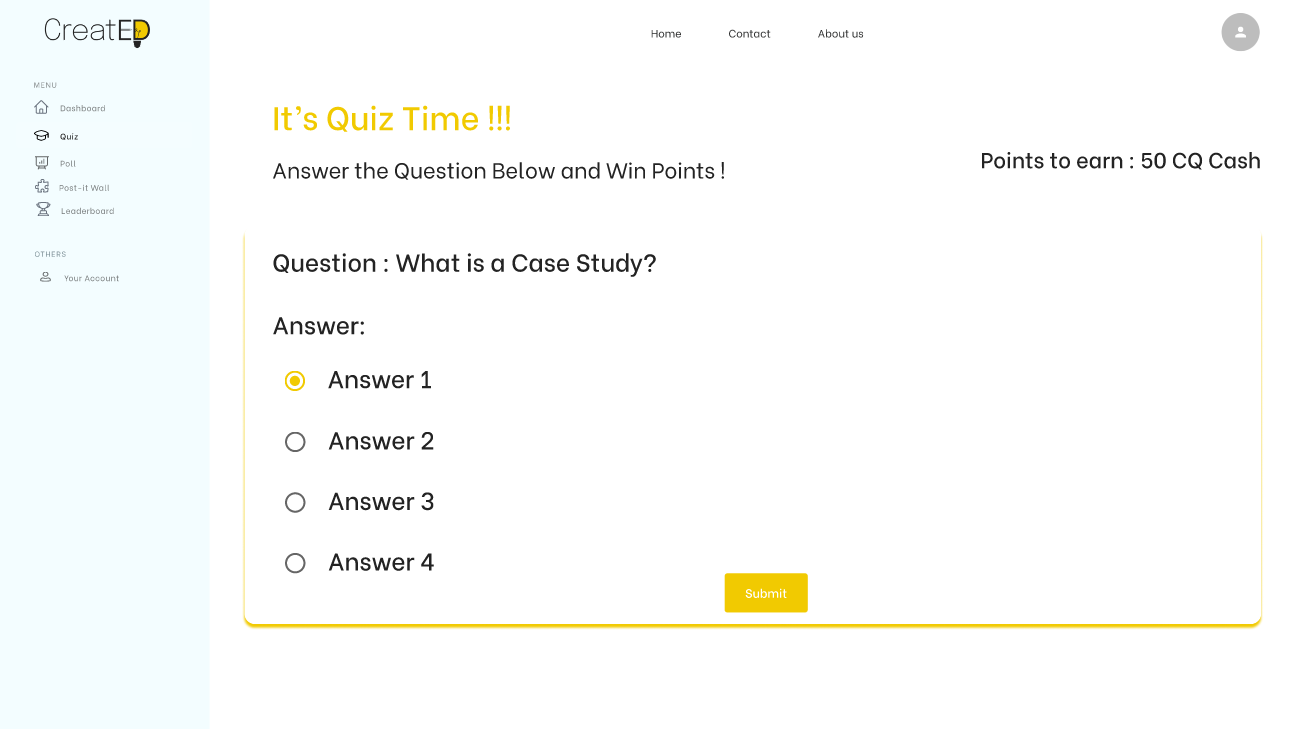 CreatED
Home
Contact
About us
MENU
Dashboard
Quiz
Poll
Post-it Wall
Leaderboard
OTHERS
Your Account
It's Quiz Time !!!
Answer the Question Below and Win Points !
Points to earn : 50 CQ Cash
Question : What is a Case Study?
Answer:
Answer 1
Answer 2
Answer 3
Answer 4
Submit